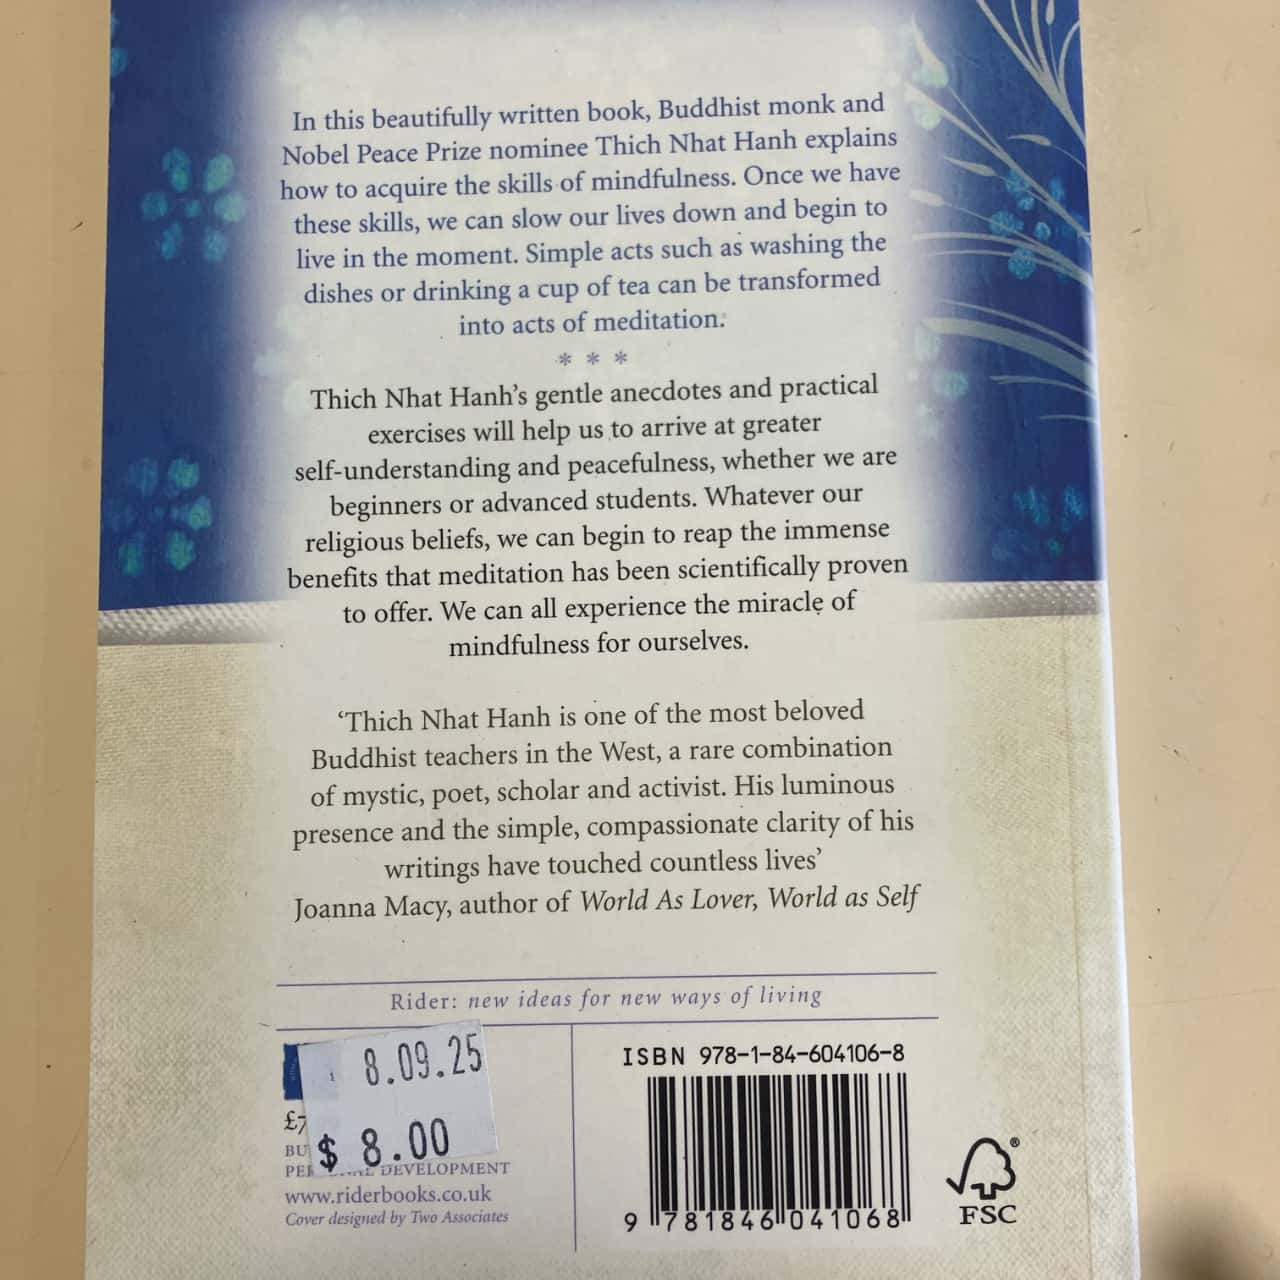 In this beautifully written book, Buddhist monk and
Nobel Peace Prize nominee Thich Nhat Hanh explains
how to acquire the skills of mindfulness. Once we have
these skills, we can slow our lives down and begin to
live in the moment. Simple acts such as washing the
dishes or drinking a cup of tea can be transformed
into acts of meditation.
* * *
Thich Nhat Hanh’s gentle anecdotes and practical
exercises will help us to arrive at greater
self-understanding and peacefulness, whether we are
beginners or advanced students. Whatever our
religious beliefs, we can begin to reap the immense
benefits that meditation has been scientifically proven
to offer. We can all experience the miracle of
mindfulness for ourselves.
‘Thich Nhat Hanh is one of the most beloved
Buddhist teachers in the West, a rare combination
of mystic, poet, scholar and activist. His luminous
presence and the simple, compassionate clarity of his
writings have touched countless lives’
Joanna Macy, author of World As Lover, World as Self
Rider: new ideas for new ways of living
8.09.25
$ 8.00
£7
DEVELOPMENT
www.riderbooks.co.uk
Cover designed by Two Associates
ISBN 978-1-84-604106-8
9 781846 041068
FSC
®